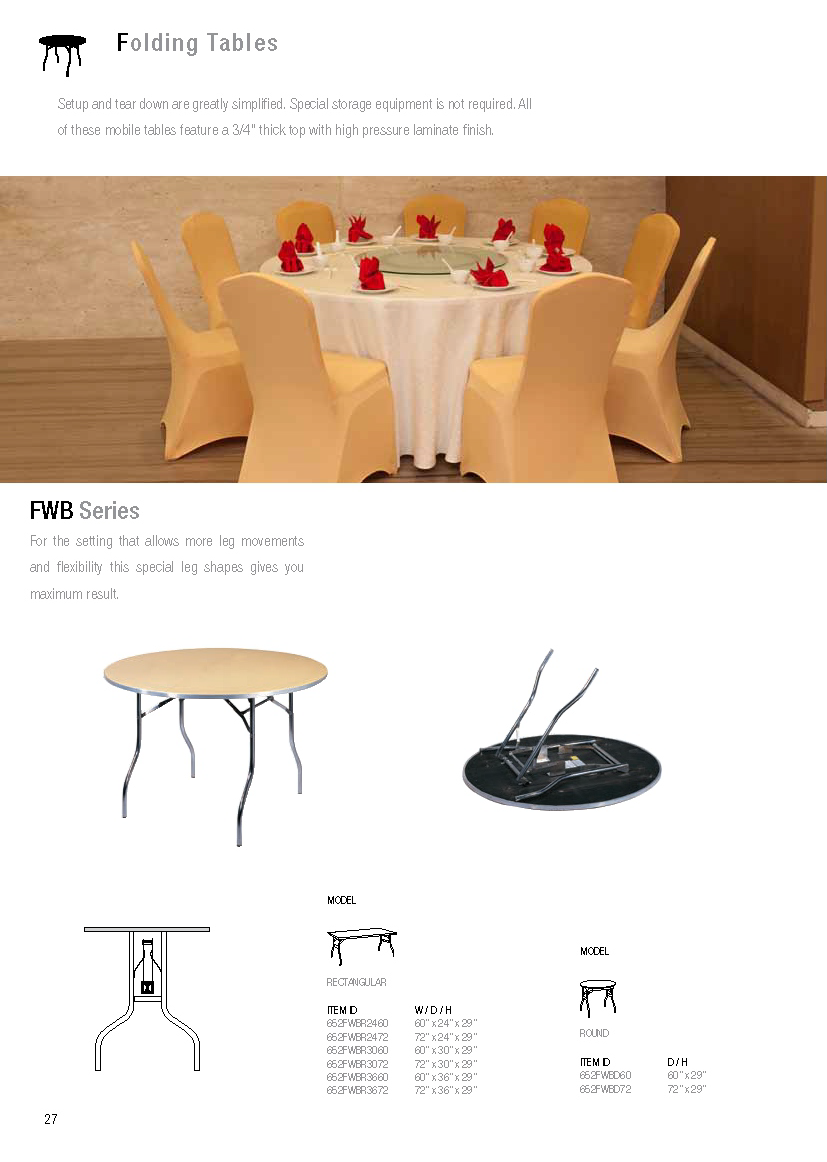 Folding Tables
Setup and tear down are greatly simplified. Special storage equipment is not required. All
of these mobile tables feature a 3/4" thick top with high pressure laminate finish.
FWB Series
For the setting that allows more leg movements
and flexibility this special leg shapes gives you
maximum result.
MODEL
RECTANGULAR
ITEM ID W / D / H
652FWBR2460 60" x 24" x 29"
652FWBR2472 72" x 24" x 29"
652FWBR3060 60" x 30" x 29"
652FWBR3072 72" x 30" x 29"
652FWBR3660 60" x 36" x 29"
652FWBR3672 72" x 36" x 29"
MODEL
ROUND
ITEM ID D / H
652FWBD60 60" x 29"
652FWBD72 72" x 29"
27